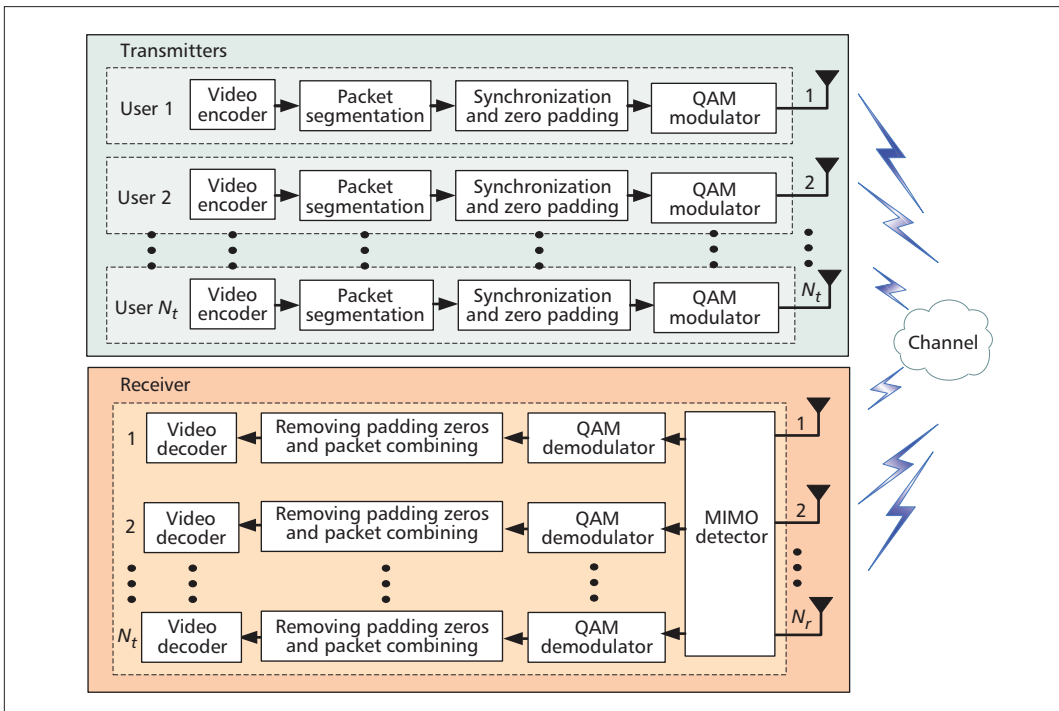 Transmitters
User 1
Video
encoder
Packet
segmentation
Synchronization
and zero padding
QAM
modulator
1
User 2
Video
encoder
Packet
segmentation
Synchronization
and zero padding
QAM
modulator
2
User Nt
Video
encoder
Packet
segmentation
Synchronization
and zero padding
QAM
modulator
Nt
Channel
Receiver
1
Video
decoder
Removing padding zeros
and packet combining
QAM
demodulator
MIMO
detector
1
2
Video
decoder
Removing padding zeros
and packet combining
QAM
demodulator
2
Nt
Video
decoder
Removing padding zeros
and packet combining
QAM
demodulator
Nr